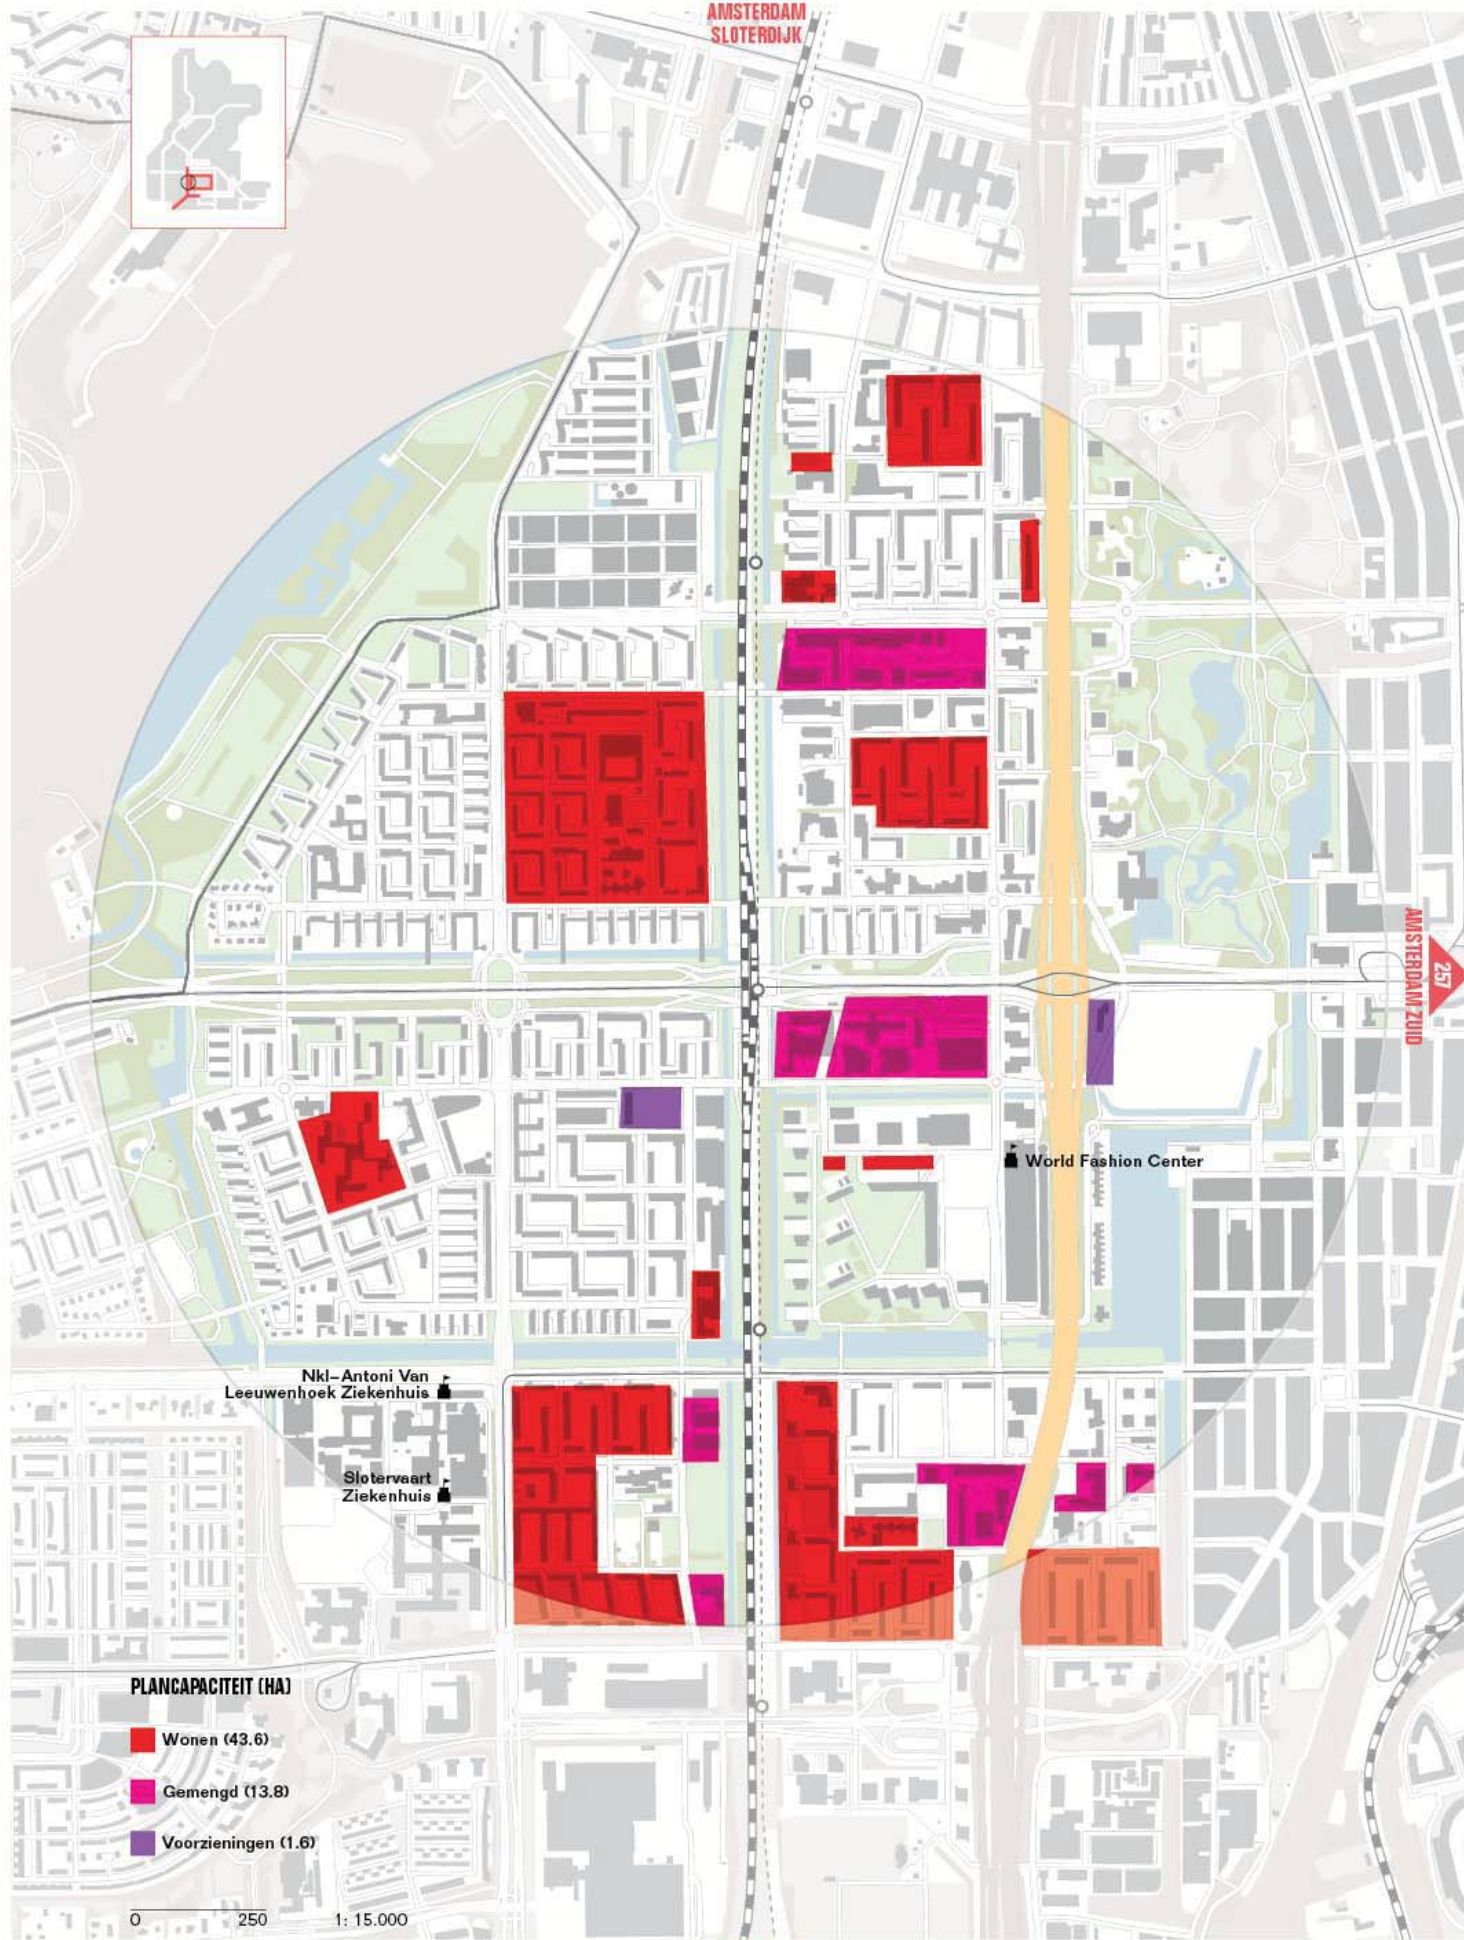 AMSTERDAM
SLOTERDIJK
AMSTERDAM ZUID
257
World Fashion Center
Nkl-Antoni Van
Leeuwenhoek Ziekenhuis
Slotervaart
Ziekenhuis
PLANCAPACITEIT (HA)
Wonen (43.6)
Gemengd (13.8)
Voorzieningen (1.6)
0 250 1: 15.000